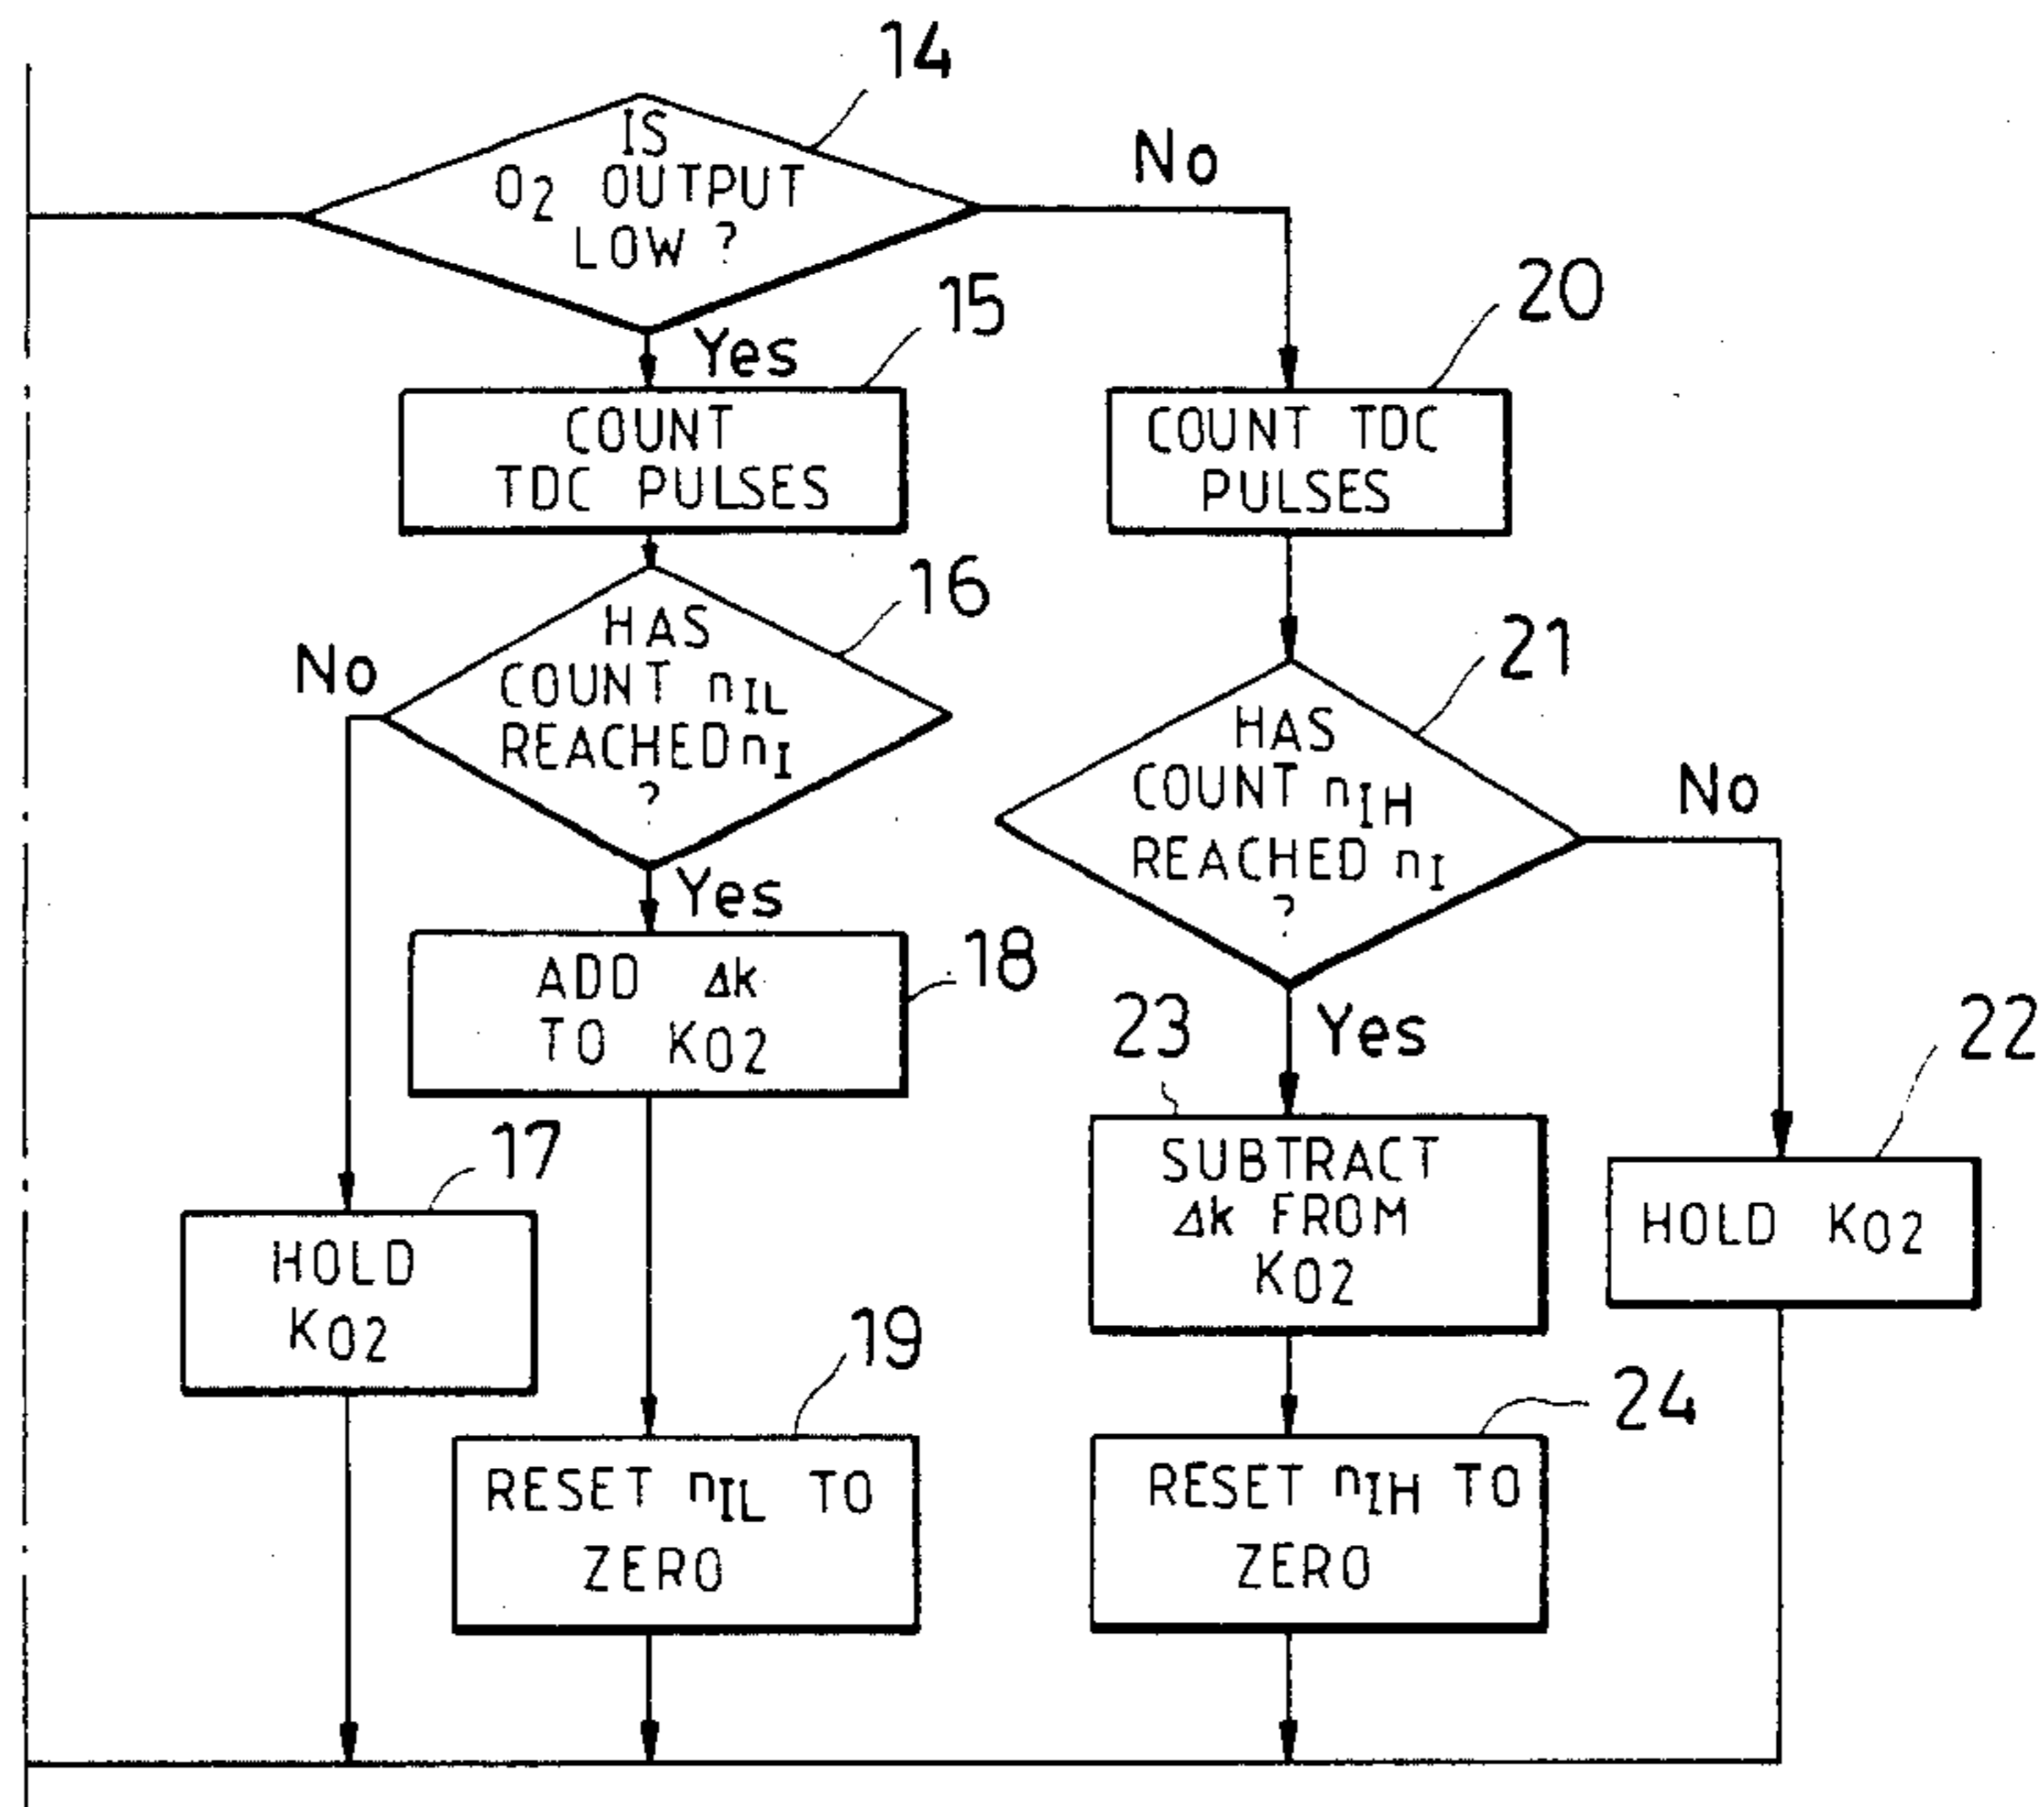 14
IS
O2 OUTPUT
LOW ?
No
15
Yes
COUNT
TDC PULSES
20
COUNT TDC
PULSES
16
No
HAS
COUNT nIL
REACHED nI
?
Yes
21
HAS
COUNT nIH
REACHED nI
?
No
18
ADD Δk
TO KO2
23
Yes
22
17
HOLD
KO2
SUBTRACT
Δk FROM
KO2
HOLD KO2
19
RESET nIL TO
ZERO
24
RESET nIH TO
ZERO